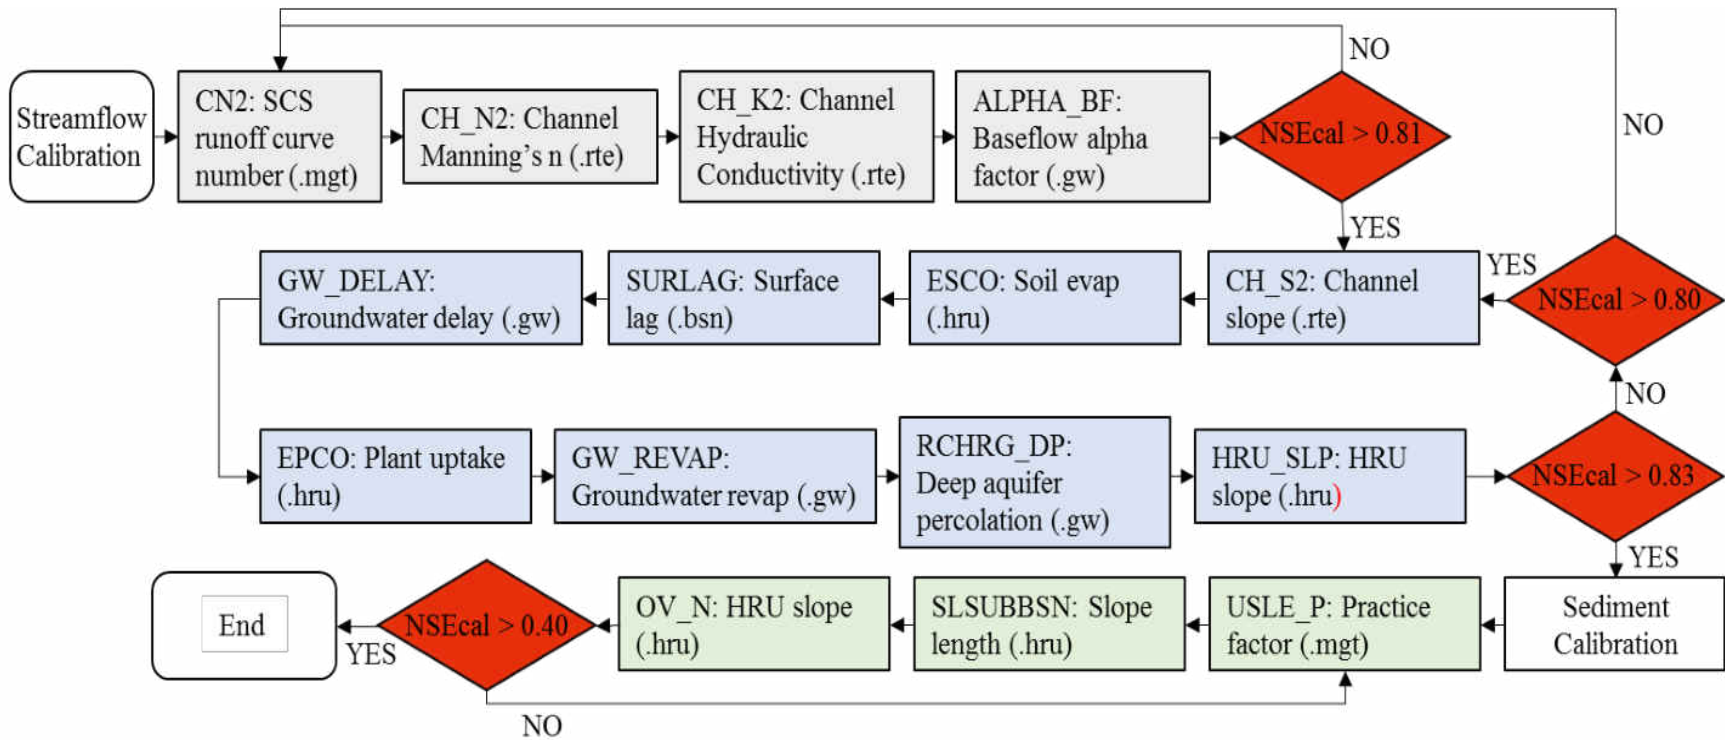 Streamflow
Calibration
CN2: SCS
runoff curve
number (.mgt)
CH_N2: Channel
Manning's n (.rte)
CH_K2: Channel
Hydraulic
Conductivity (.rte)
ALPHA_BF:
Baseflow alpha
factor (.gw)
NSEcal > 0.81
NO
YES
NO
GW_DELAY:
Groundwater delay (.gw)
SURLAG: Surface
lag (.bsn)
ESCO: Soil evap
(.hru)
CH_S2: Channel
slope (.rte)
YES
NSEcal > 0.80
NO
EPCO: Plant uptake
(.hru)
GW_REVAP:
Groundwater revap (.gw)
RCHRG_DP:
Deep aquifer
percolation (.gw)
HRU_SLP: HRU
slope (.hru)
NSEcal > 0.83
YES
End
YES
NSEcal > 0.40
NO
OV_N: HRU slope
(.hru)
SLSUBBSN: Slope
length (.hru)
USLE_P: Practice
factor (.mgt)
Sediment
Calibration